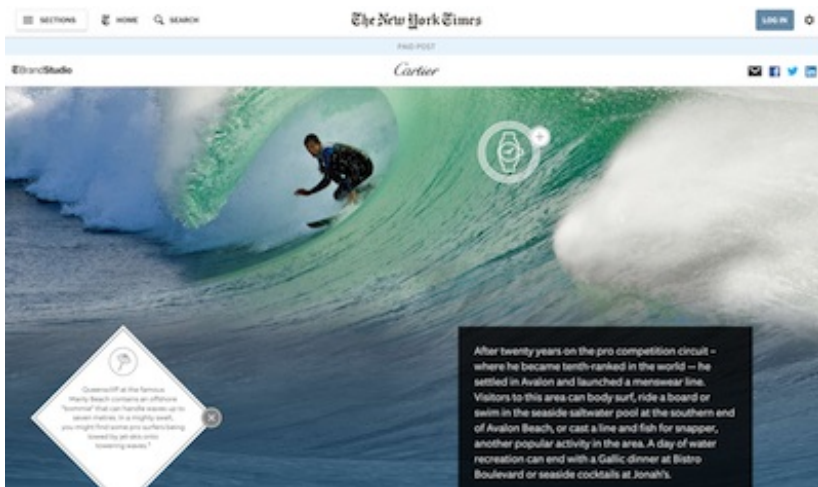 SECTIONS
HOME
SEARCH
The New York Times
LOG IN
PAID POST
TBrandStudio
Cartier
After twenty years on the pro competition circuit –
where he became tenth-ranked in the world — he
settled in Avalon and launched a menswear line.
Visitors to this area can body surf, ride a board or
swim in the seaside saltwater pool at the southern end
of Avalon Beach, or cast a line and fish for snapper,
another popular activity in the area. A day of water
recreation can end with a Gallic dinner at Bistro
Boulevard or seaside cocktails at Jonah's.
Queenscliff at the famous
Manly Beach contains an offshore
"bommie" that can handle waves up to
seven metres. In a mighty swell,
you might find some pro surfers being
towed by jet-skis onto
towering waves.